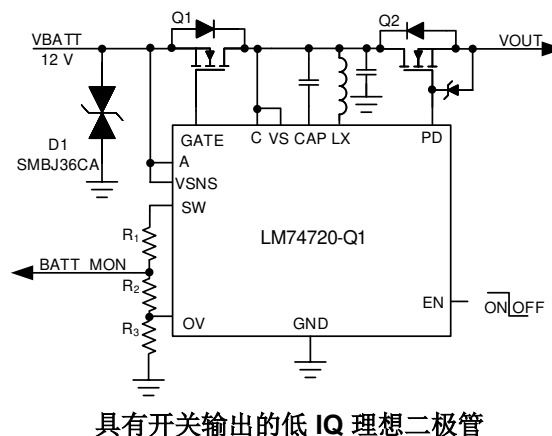 Q1
Q2
VBATT
VOUT
12 V
D1
SMBJ36CA
GATE
C
VS
CAP
LX
PD
A
VSNS
SW
R1
LM74720-Q1
BATT_MON
R2
EN
ON OFF
R3
OV
GND
具有开关输出的低 IQ 理想二极管